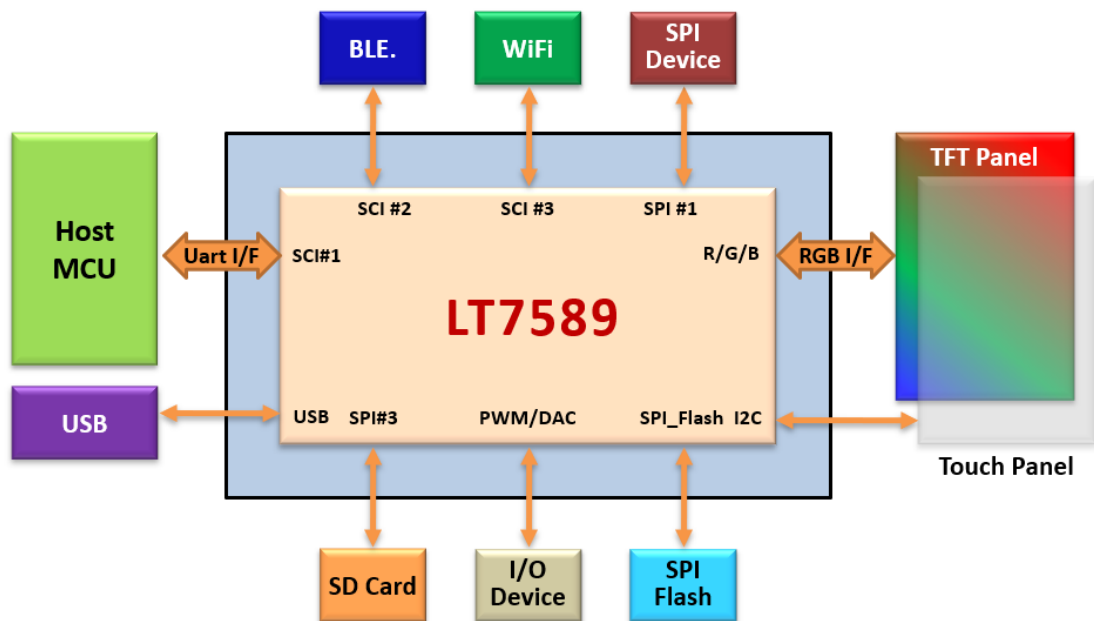 BLE.
WiFi
SPI
Device
SCI #2
SCI #3
SPI #1
Host
MCU
Uart I/F
SCI#1
R/G/B
RGB I/F
TFT Panel
LT7589
USB
USB
SPI#3
PWM/DAC
SPI_Flash
I2C
Touch Panel
SD Card
I/O
Device
SPI
Flash